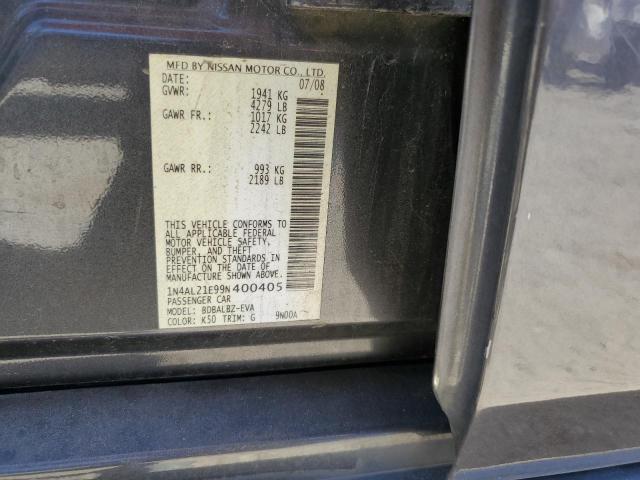 MFD BY NISSAN MOTOR CO., LTD.
DATE: 07/08
GVWR: 1941 KG
4279 LB
GAWR FR.: 1017 KG
2242 LB
GAWR RR.: 993 KG
2189 LB
THIS VEHICLE CONFORMS TO
ALL APPLICABLE FEDERAL
MOTOR VEHICLE SAFETY,
BUMPER, AND THEFT
PREVENTION STANDARDS IN
EFFECT ON THE DATE OF
MANUFACTURE SHOWN ABOVE.
1N4AL21E99N400405
PASSENGER CAR
MODEL: BDBALBZ-EVA
COLOR: K50 TRIM: G 9N00A